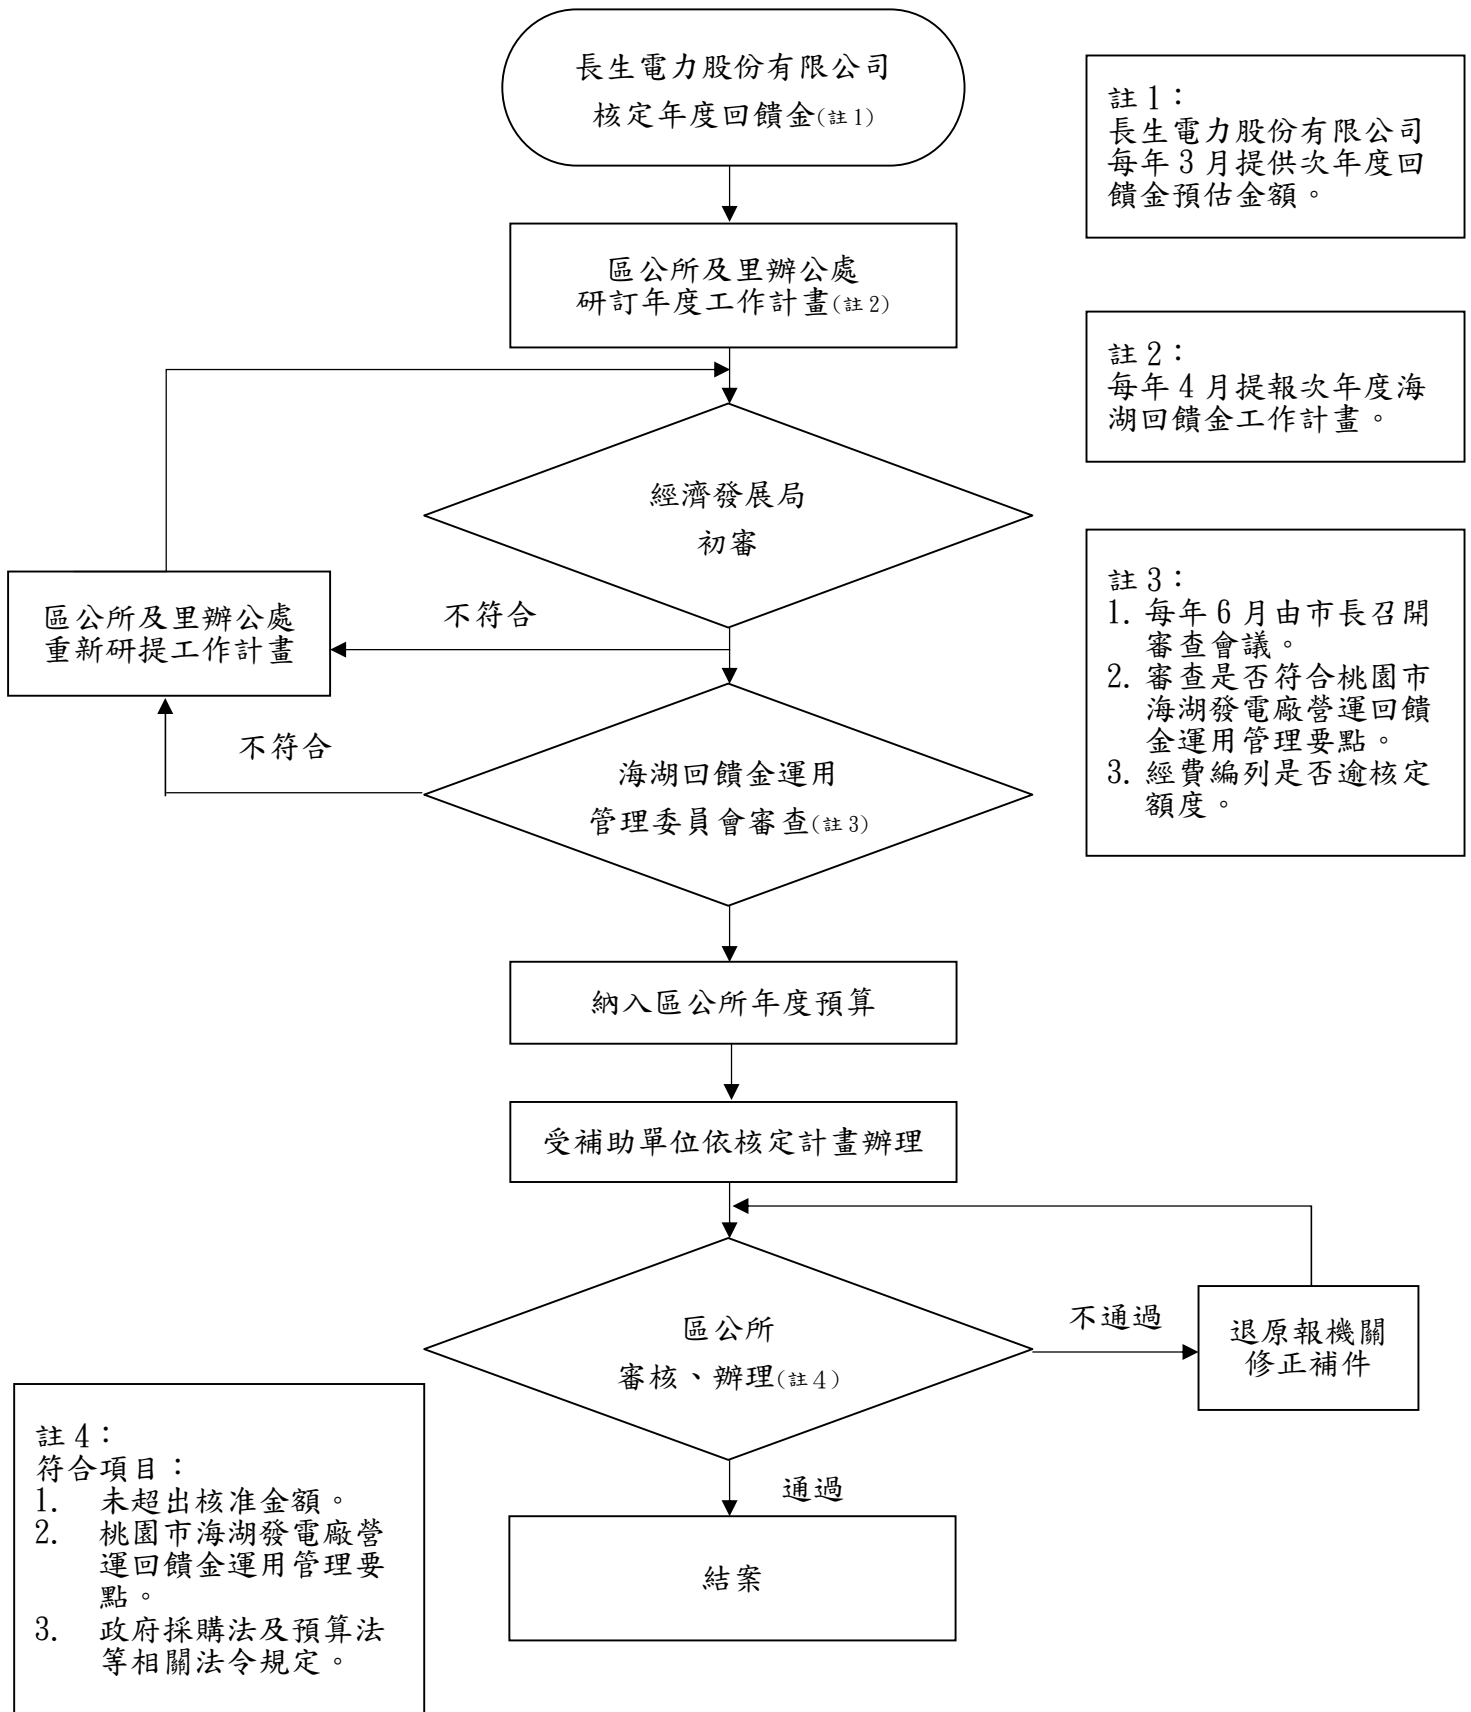 長生電力股份有限公司
核定年度回饋金(註1)
註1：
長生電力股份有限公司
每年3月提供次年度回
饋金預估金額。
區公所及里辦公處
研訂年度工作計畫(註2)
註2：
每年4月提報次年度海
湖回饋金工作計畫。
經濟發展局
初審
註3：
1. 每年6月由市長召開
審查會議。
2. 審查是否符合桃園市
海湖發電廠營運回饋
金運用管理要點。
3. 經費編列是否逾核定
額度。
區公所及里辦公處
重新研提工作計畫
不符合
不符合
海湖回饋金運用
管理委員會審查(註3)
納入區公所年度預算
受補助單位依核定計畫辦理
區公所
審核、辦理(註4)
不通過
退原報機關
修正補件
註4：
符合項目：
1. 未超出核准金額。
2. 桃園市海湖發電廠營
運回饋金運用管理要
點。
3. 政府採購法及預算法
等相關法令規定。
通過
結案